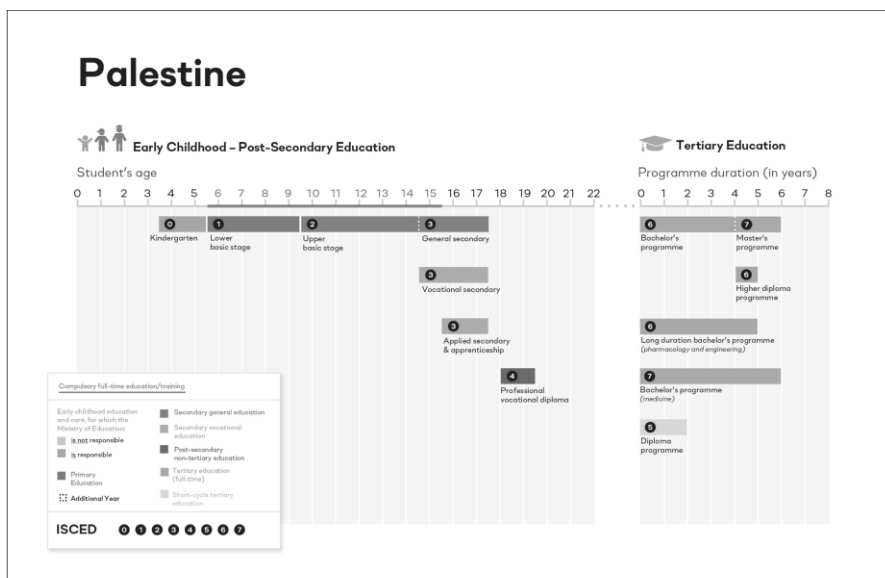 Palestine
Early Childhood – Post-Secondary Education
Tertiary Education
Student's age
Programme duration (in years)
0 1 2 3 4 5 6 7 8 9 10 11 12 13 14 15 16 17 18 19 20 21 22
0 1 2 3 4 5 6 7 8
0 1 2 3
Kindergarten
Lower
basic stage
Upper
basic stage
General secondary
3
Vocational secondary
3
Applied secondary
& apprenticeship
4
Professional
vocational diploma
6 7
Bachelor's
programme
Master's
programme
6
Higher diploma
programme
6
Long duration bachelor's programme
(pharmacology and engineering)
7
Bachelor's programme
(medicine)
5
Diploma
programme
Compulsory full-time education/training
Early childhood education
and care, for which the
Ministry of Education:
is not responsible
is responsible
Primary
Education
Additional Year
Secondary general education
Secondary vocational
education
Post-secondary
non-tertiary education
Tertiary education
(full-time)
Short-cycle tertiary
education
ISCED 0 1 2 3 4 5 6 7